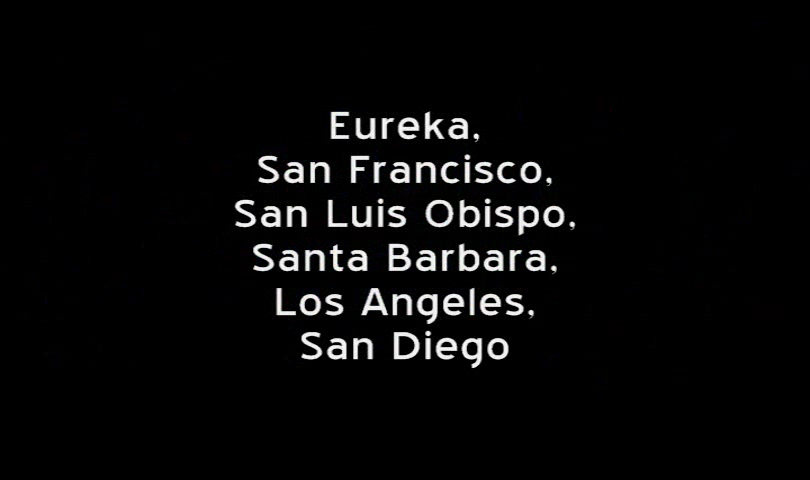 Eureka,
San Francisco,
San Luis Obispo,
Santa Barbara,
Los Angeles,
San Diego